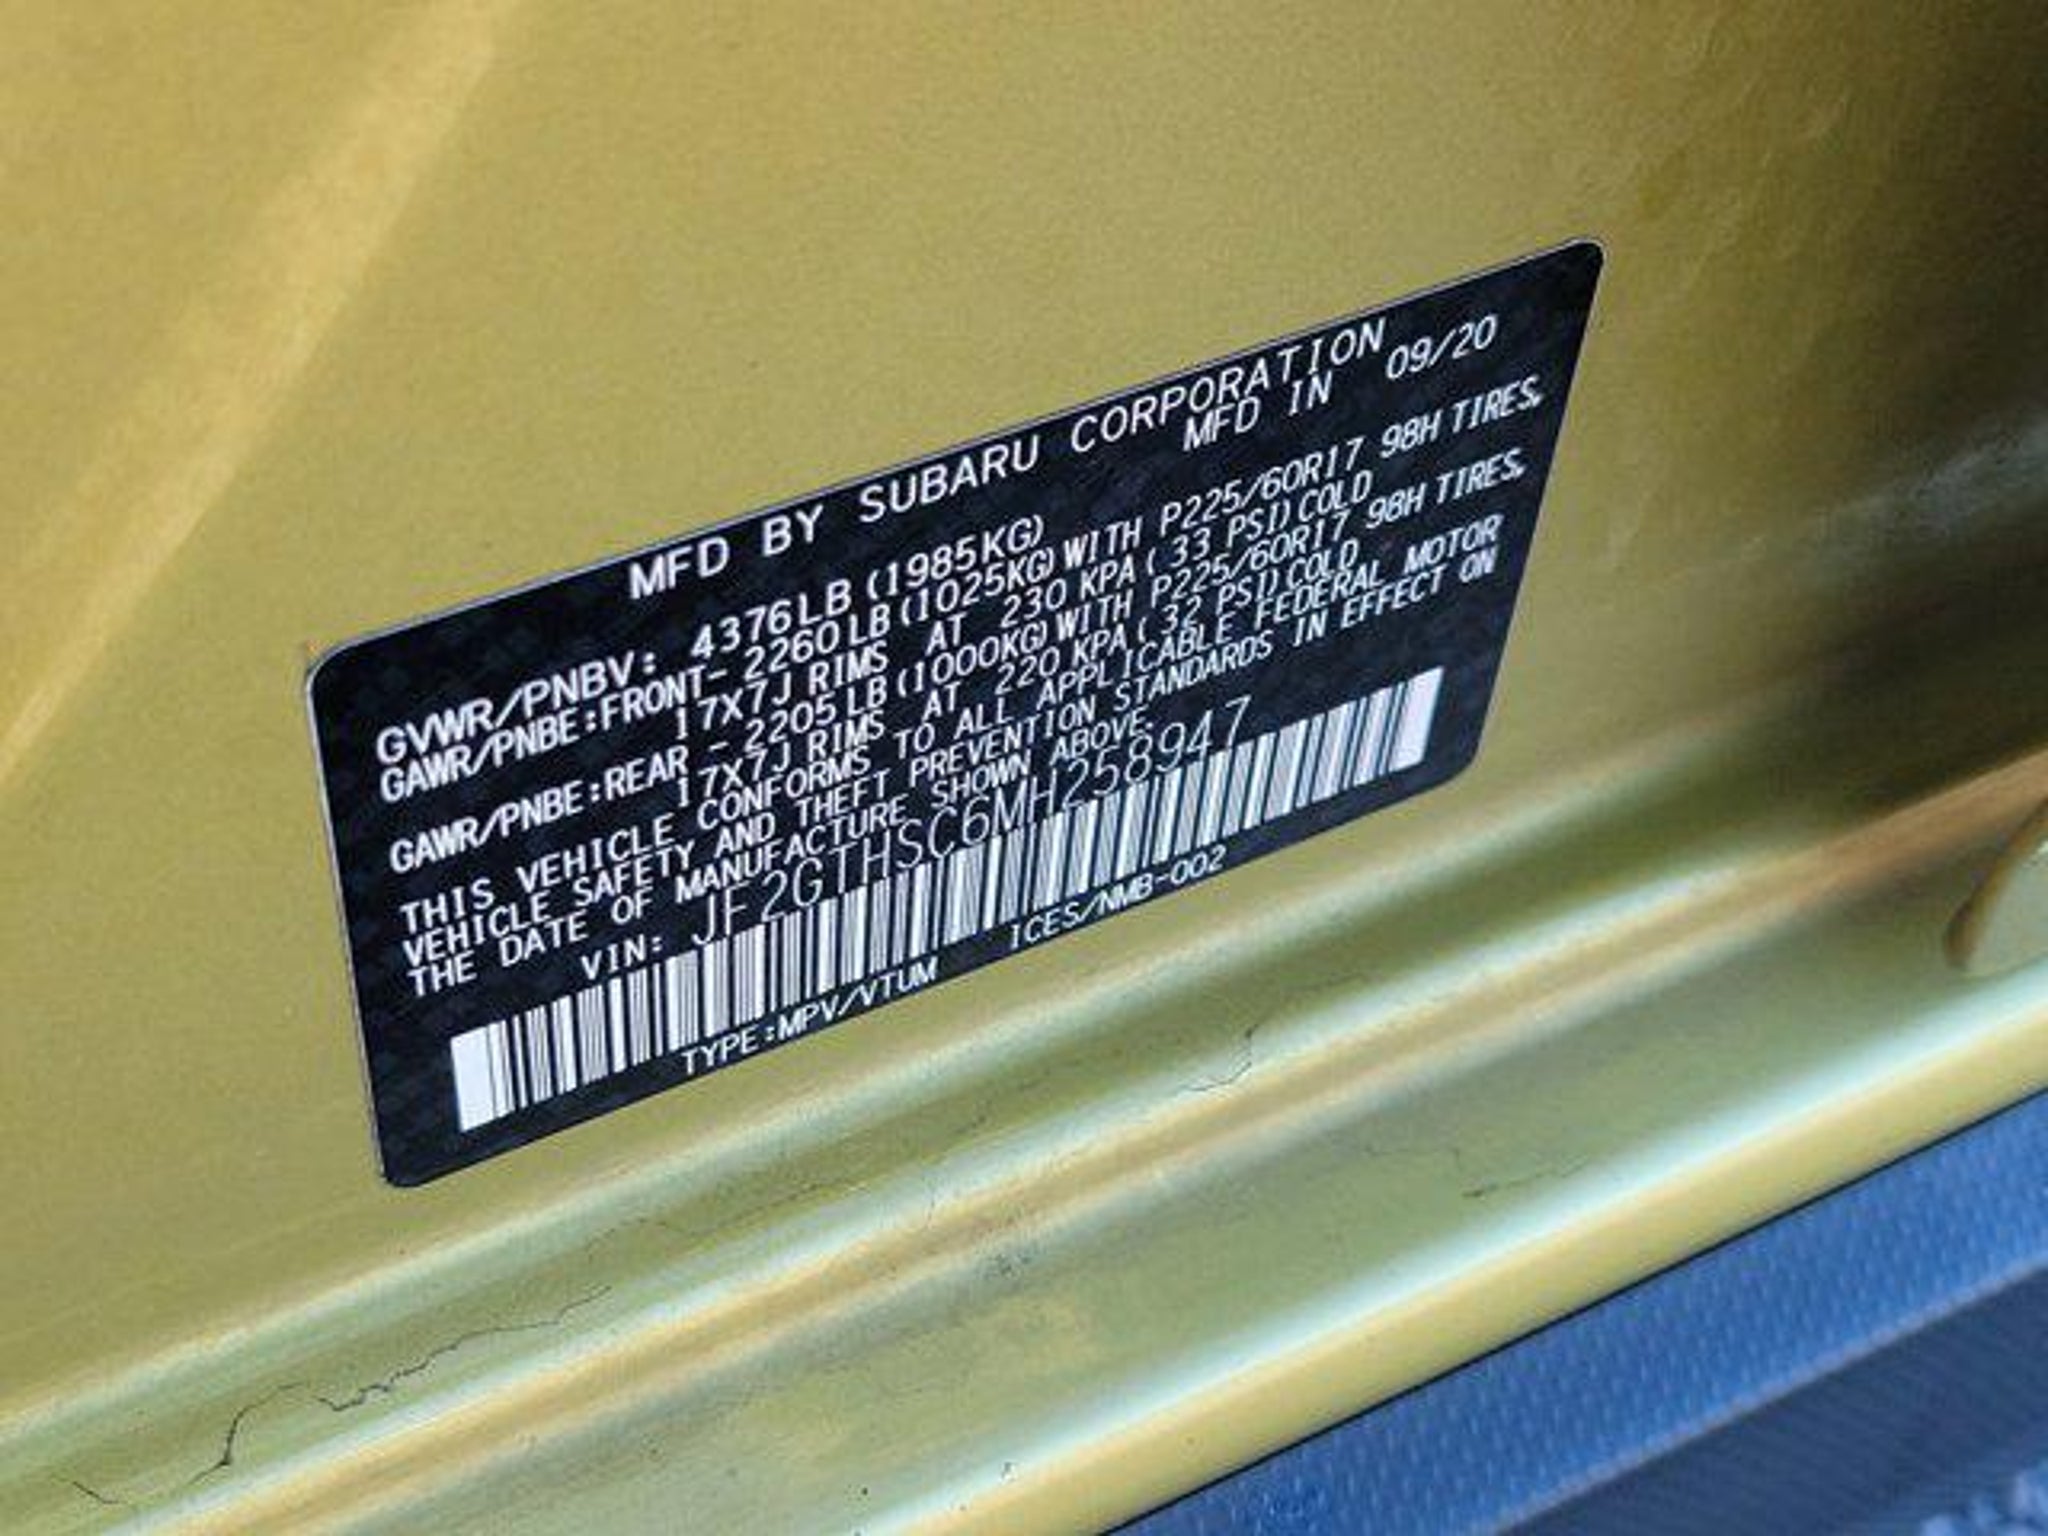 MFD BY SUBARU CORPORATION
MFD IN 09/20
GVWR/PNBV: 4376LB (1985KG)
GAWR/PNBE:FRONT- 2260LB (1025KG) WITH P225/60R17 98H TIRES,
17X7J RIMS AT 230 KPA ( 33 PSI) COLD
GAWR/PNBE:REAR - 2205LB (1000KG) WITH P225/60R17 98H TIRES,
17X7J RIMS AT 220 KPA ( 32 PSI) COLD
THIS VEHICLE CONFORMS TO ALL APPLICABLE FEDERAL MOTOR
VEHICLE SAFETY AND THEFT PREVENTION STANDARDS IN EFFECT ON
THE DATE OF MANUFACTURE SHOWN ABOVE.
VIN: JF2GTHSC6MH258947
TYPE:MPV/VTUM ICES/NMB-002